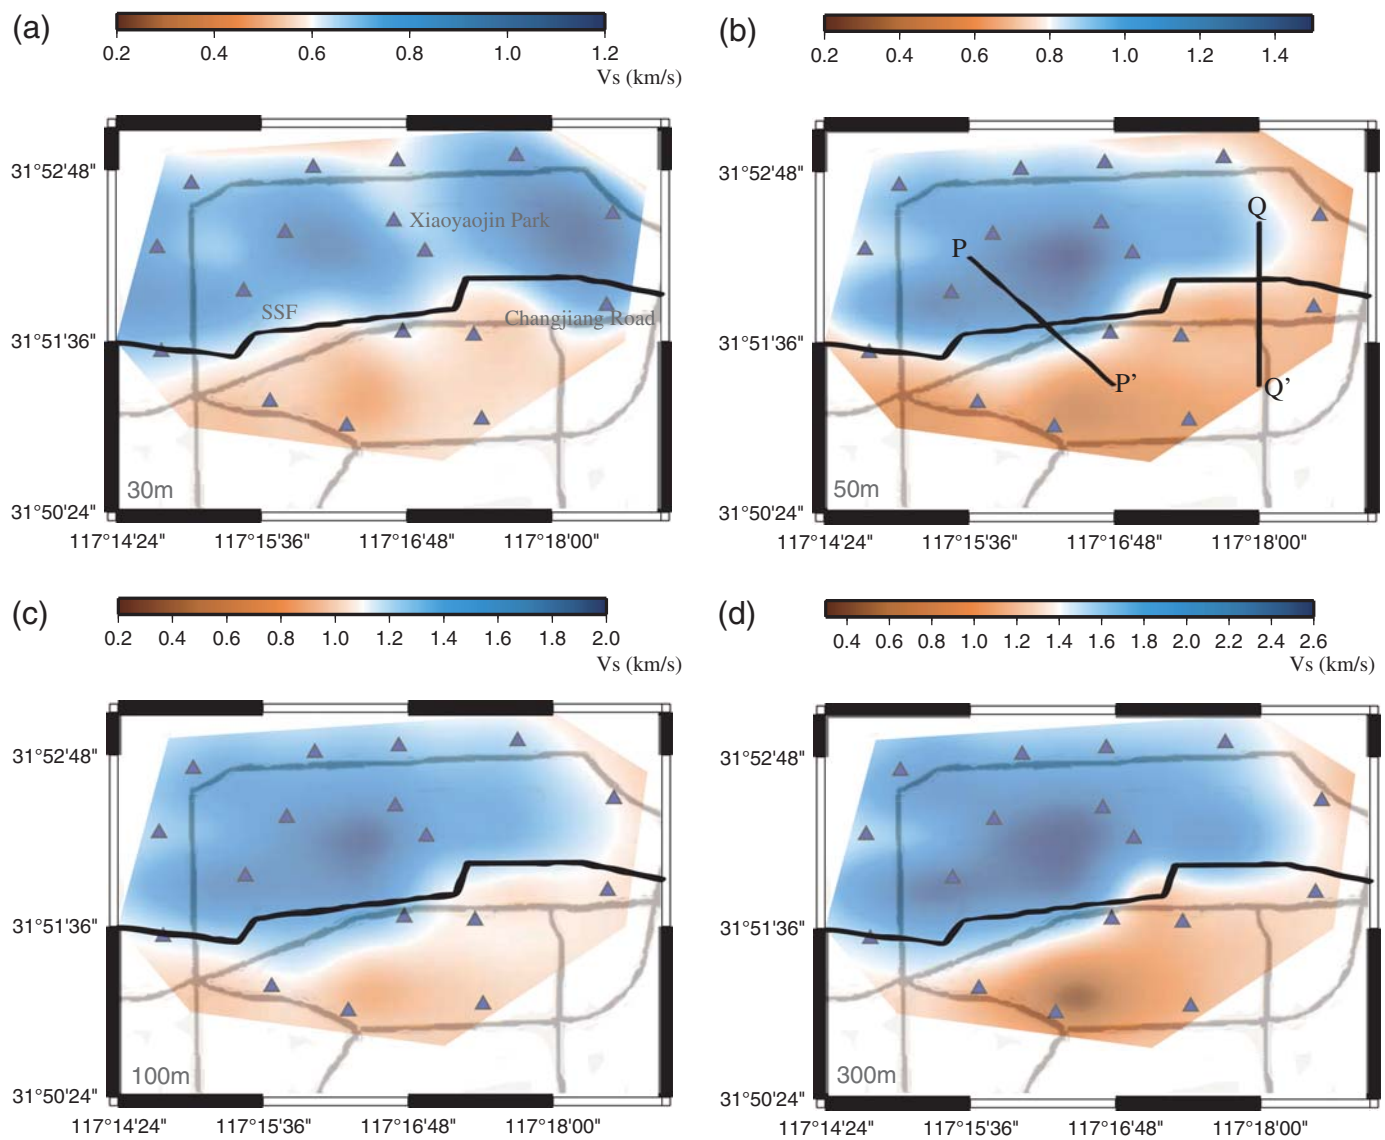 (a)
0.2 0.4 0.6 0.8 1.0 1.2
Vs (km/s)
31°52'48"
31°51'36"
31°50'24"
Xiaoyaojin Park
SSF
Changjiang Road
30m
117°14'24" 117°15'36" 117°16'48" 117°18'00"
(b)
0.2 0.4 0.6 0.8 1.0 1.2 1.4
31°52'48"
31°51'36"
31°50'24"
Q
P
P'
Q'
50m
117°14'24" 117°15'36" 117°16'48" 117°18'00"
(c)
0.2 0.4 0.6 0.8 1.0 1.2 1.4 1.6 1.8 2.0
Vs (km/s)
31°52'48"
31°51'36"
31°50'24"
100m
117°14'24" 117°15'36" 117°16'48" 117°18'00"
(d)
0.4 0.6 0.8 1.0 1.2 1.4 1.6 1.8 2.0 2.2 2.4 2.6
Vs (km/s)
31°52'48"
31°51'36"
31°50'24"
300m
117°14'24" 117°15'36" 117°16'48" 117°18'00"